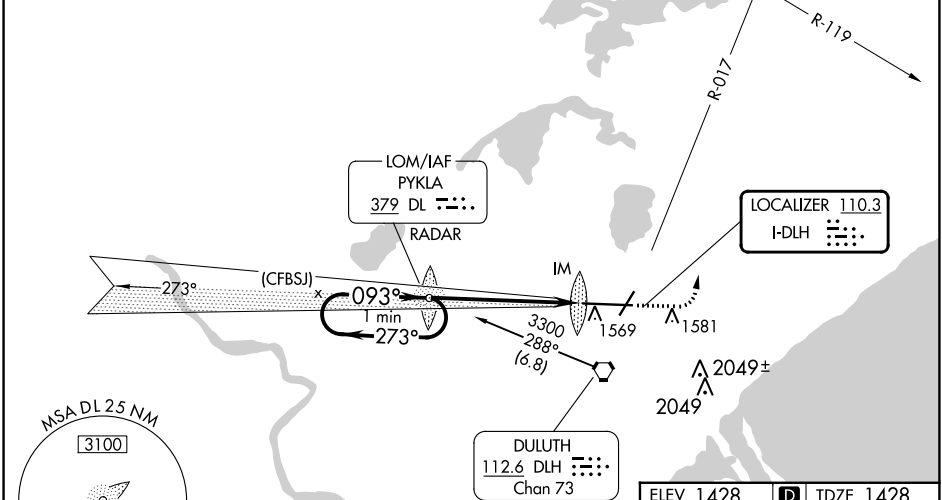 R-119
R-017
LOM/IAF
PYKLA
379 DL
RADAR
LOCALIZER 110.3
I-DLH
IM
(CFBSJ)
273°
x
093°
1 min
273°
3300
288°
(6.8)
1569
1581
2049±
2049
MSA DL 25 NM
3100
DULUTH
112.6 DLH
Chan 73
ELEV 1428
D
TDZE 1428